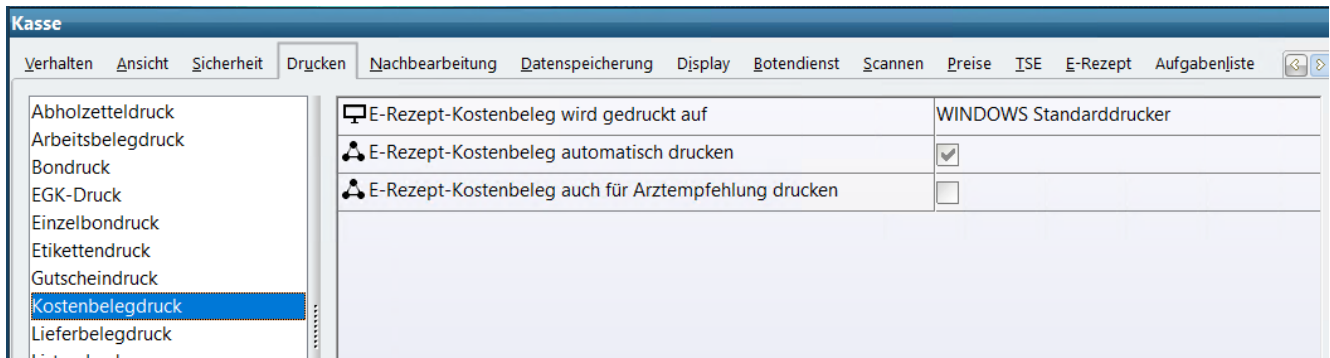 Kasse
Verhalten Ansicht Sicherheit Drucken Nachbearbeitung Datenspeicherung Display Botendienst Scannen Preise TSE E-Rezept Aufgabenliste
Abholzetteldruck
Arbeitsbelegdruck
Bondruck
EGK-Druck
Einzelbondruck
Etikettendruck
Gutscheindruck
Kostenbelegdruck
Lieferbelegdruck
E-Rezept-Kostenbeleg wird gedruckt auf WINDOWS Standarddrucker
E-Rezept-Kostenbeleg automatisch drucken
E-Rezept-Kostenbeleg auch für Arztempfehlung drucken